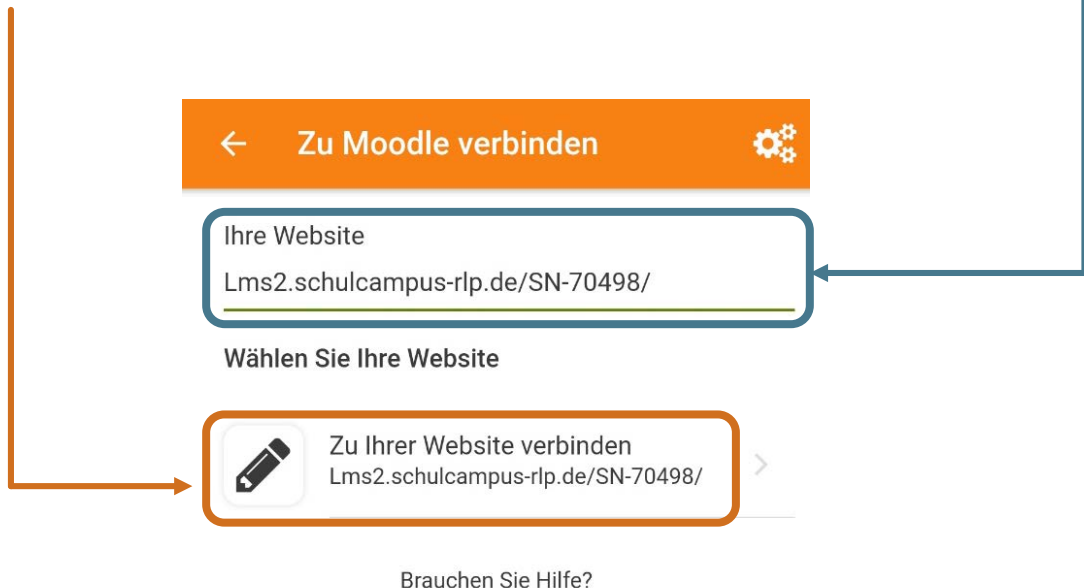 Zu Moodle verbinden
Ihre Website
Lms2.schulcampus-rlp.de/SN-70498/
Wählen Sie Ihre Website
Zu Ihrer Website verbinden
Lms2.schulcampus-rlp.de/SN-70498/
Brauchen Sie Hilfe?